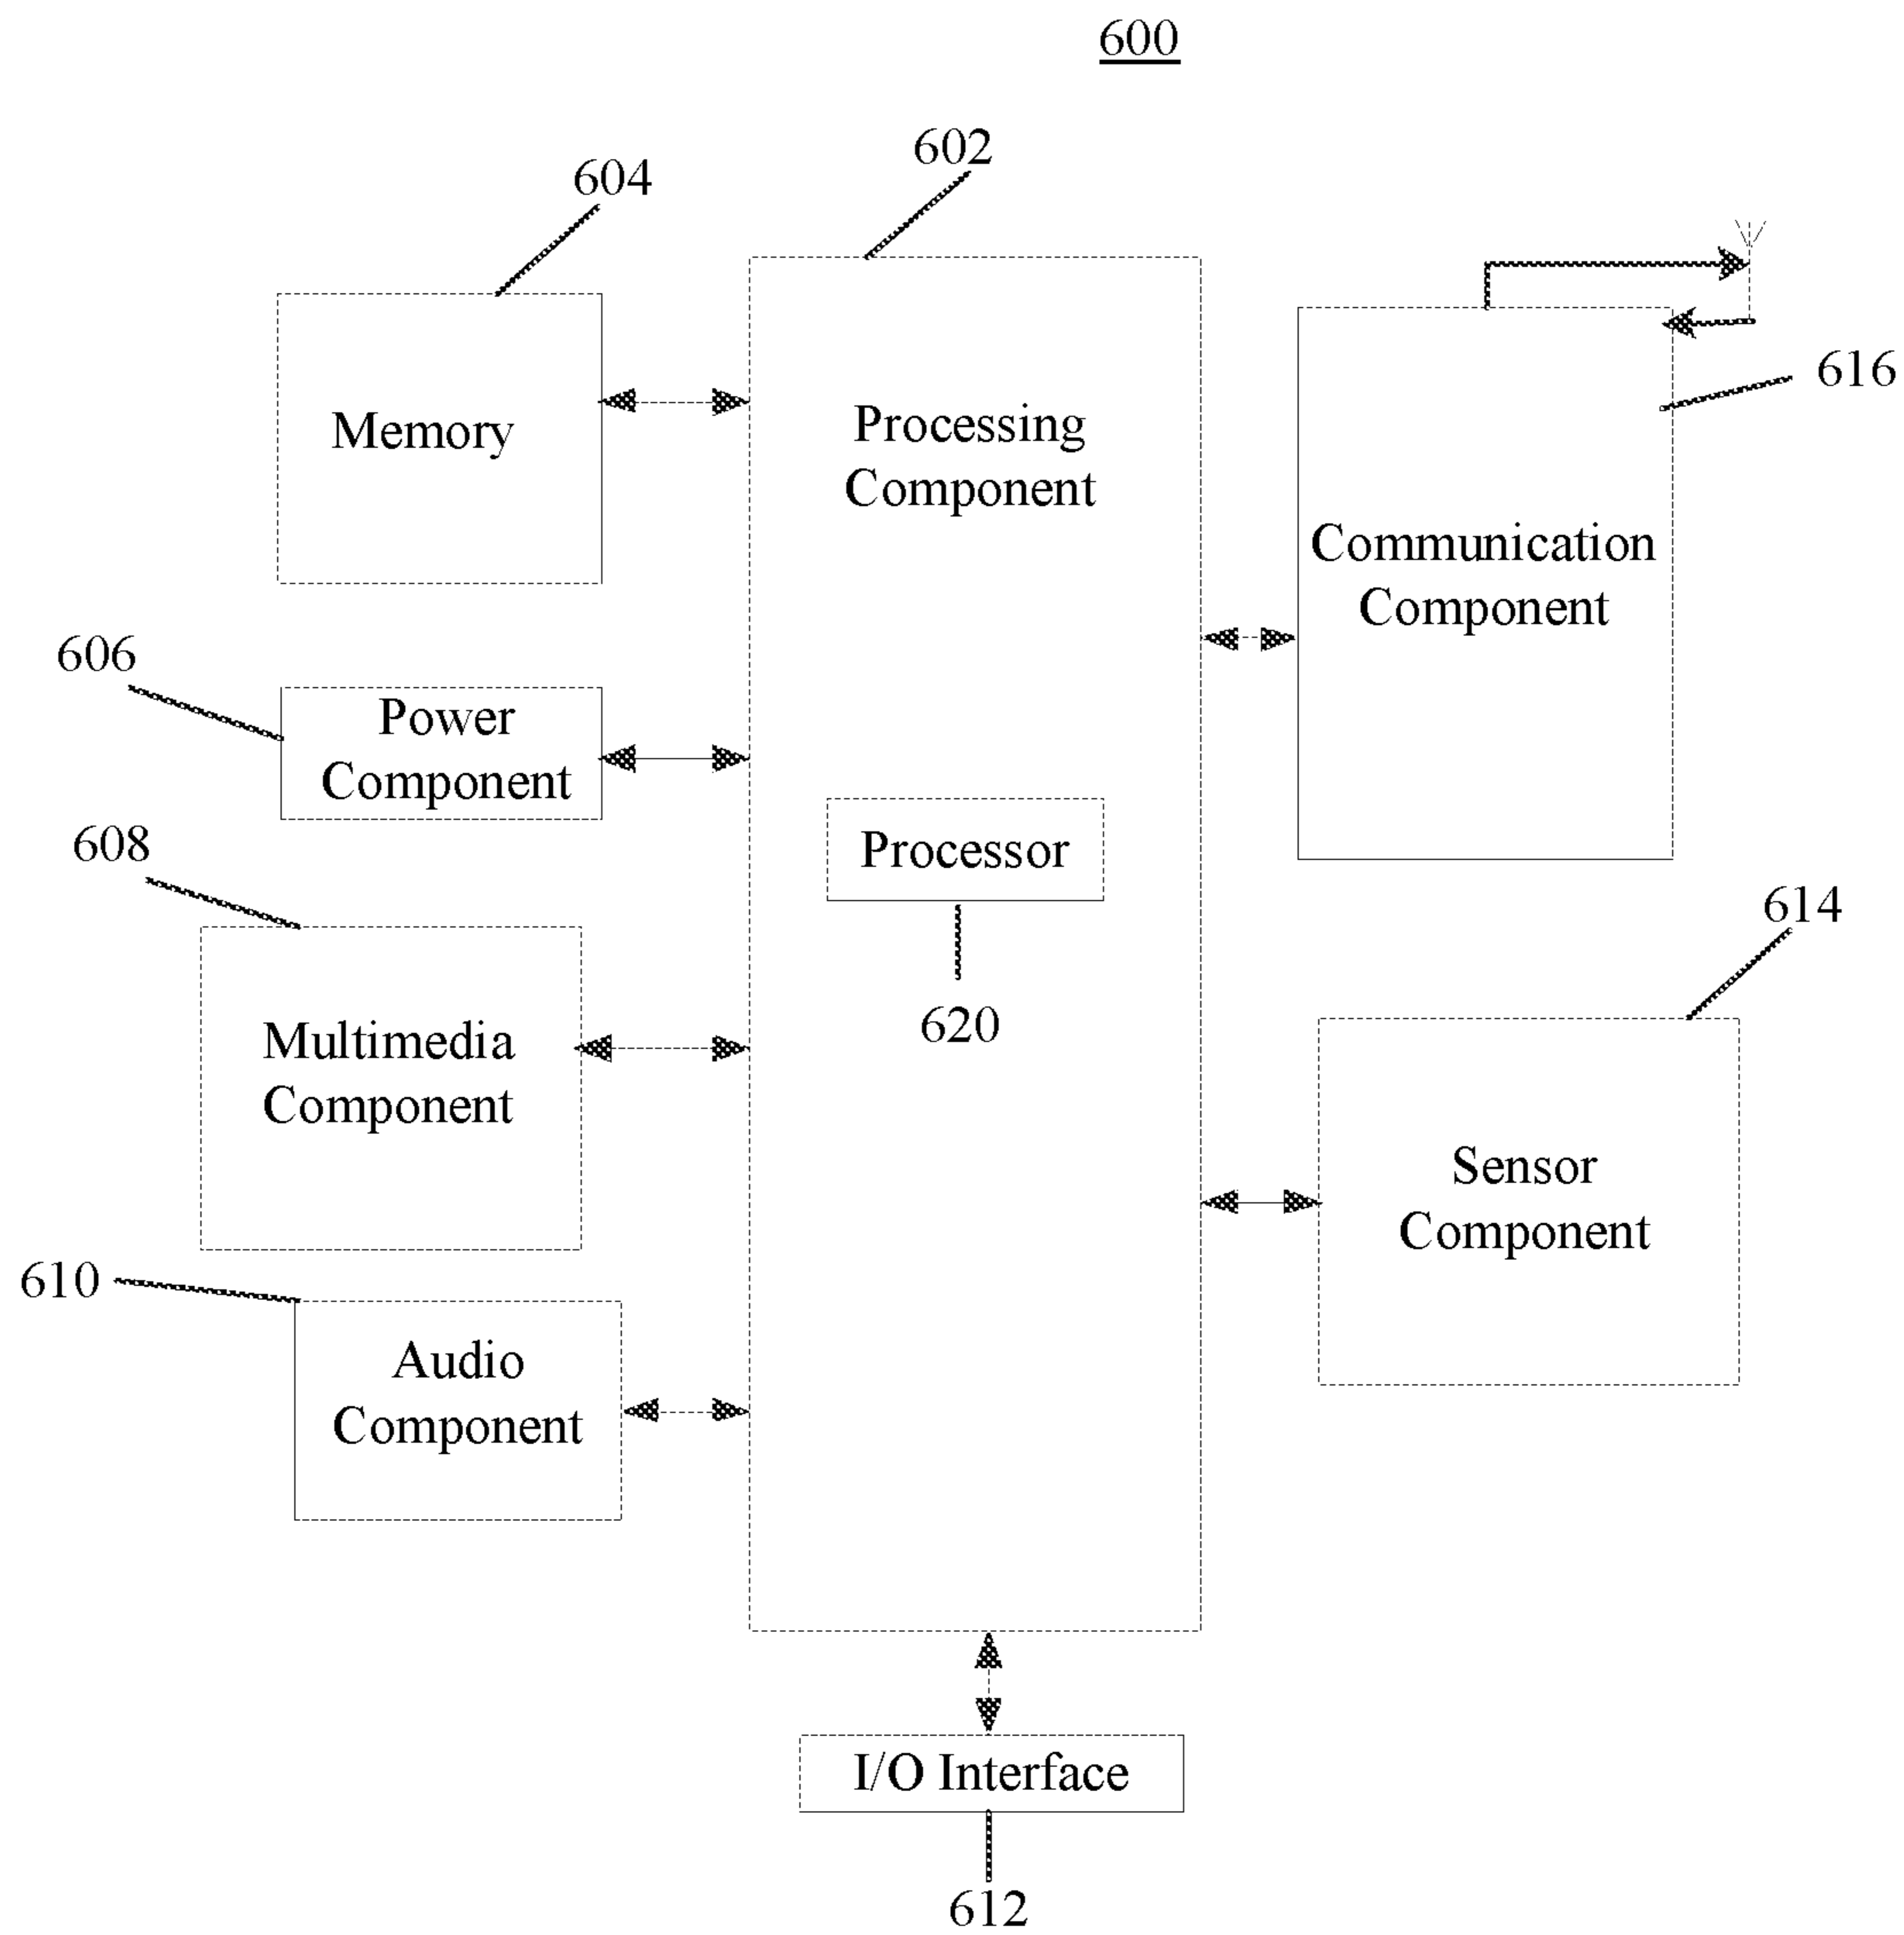 600
602
604
616
Memory
Processing
Component
Communication
Component
606
Power
Component
608
Processor
614
620
Multimedia
Component
Sensor
Component
610
Audio
Component
I/O Interface
612